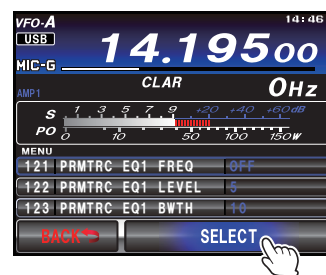 VFO-A 14:46
USB 14.19500
MIC-G
CLAR 0Hz
AMP1
S 1 3 5 7 9 +20 +40 +60dB
PO 0 10 50 100 150W
MENU
121 PRMTRC EQ1 FREQ OFF
122 PRMTRC EQ1 LEVEL 5
123 PRMTRC EQ1 BWTH 10
BACK SELECT